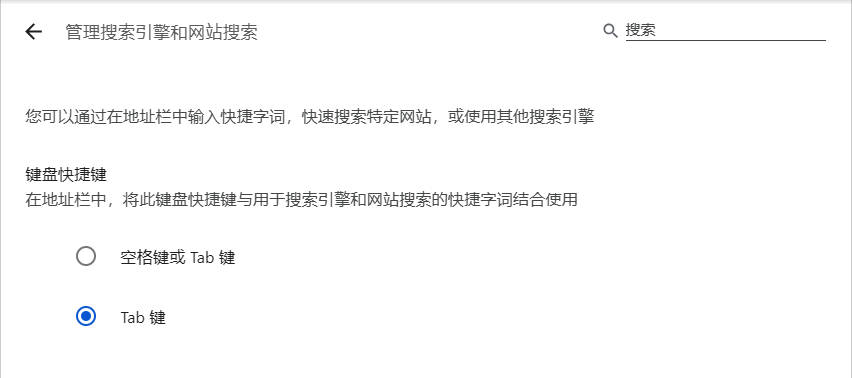 管理搜索引擎和网站搜索
搜索
您可以通过在地址栏中输入快捷字词，快速搜索特定网站，或使用其他搜索引擎
键盘快捷键
在地址栏中，将此键盘快捷键与用于搜索引擎和网站搜索的快捷字词结合使用
空格键或 Tab 键
Tab 键